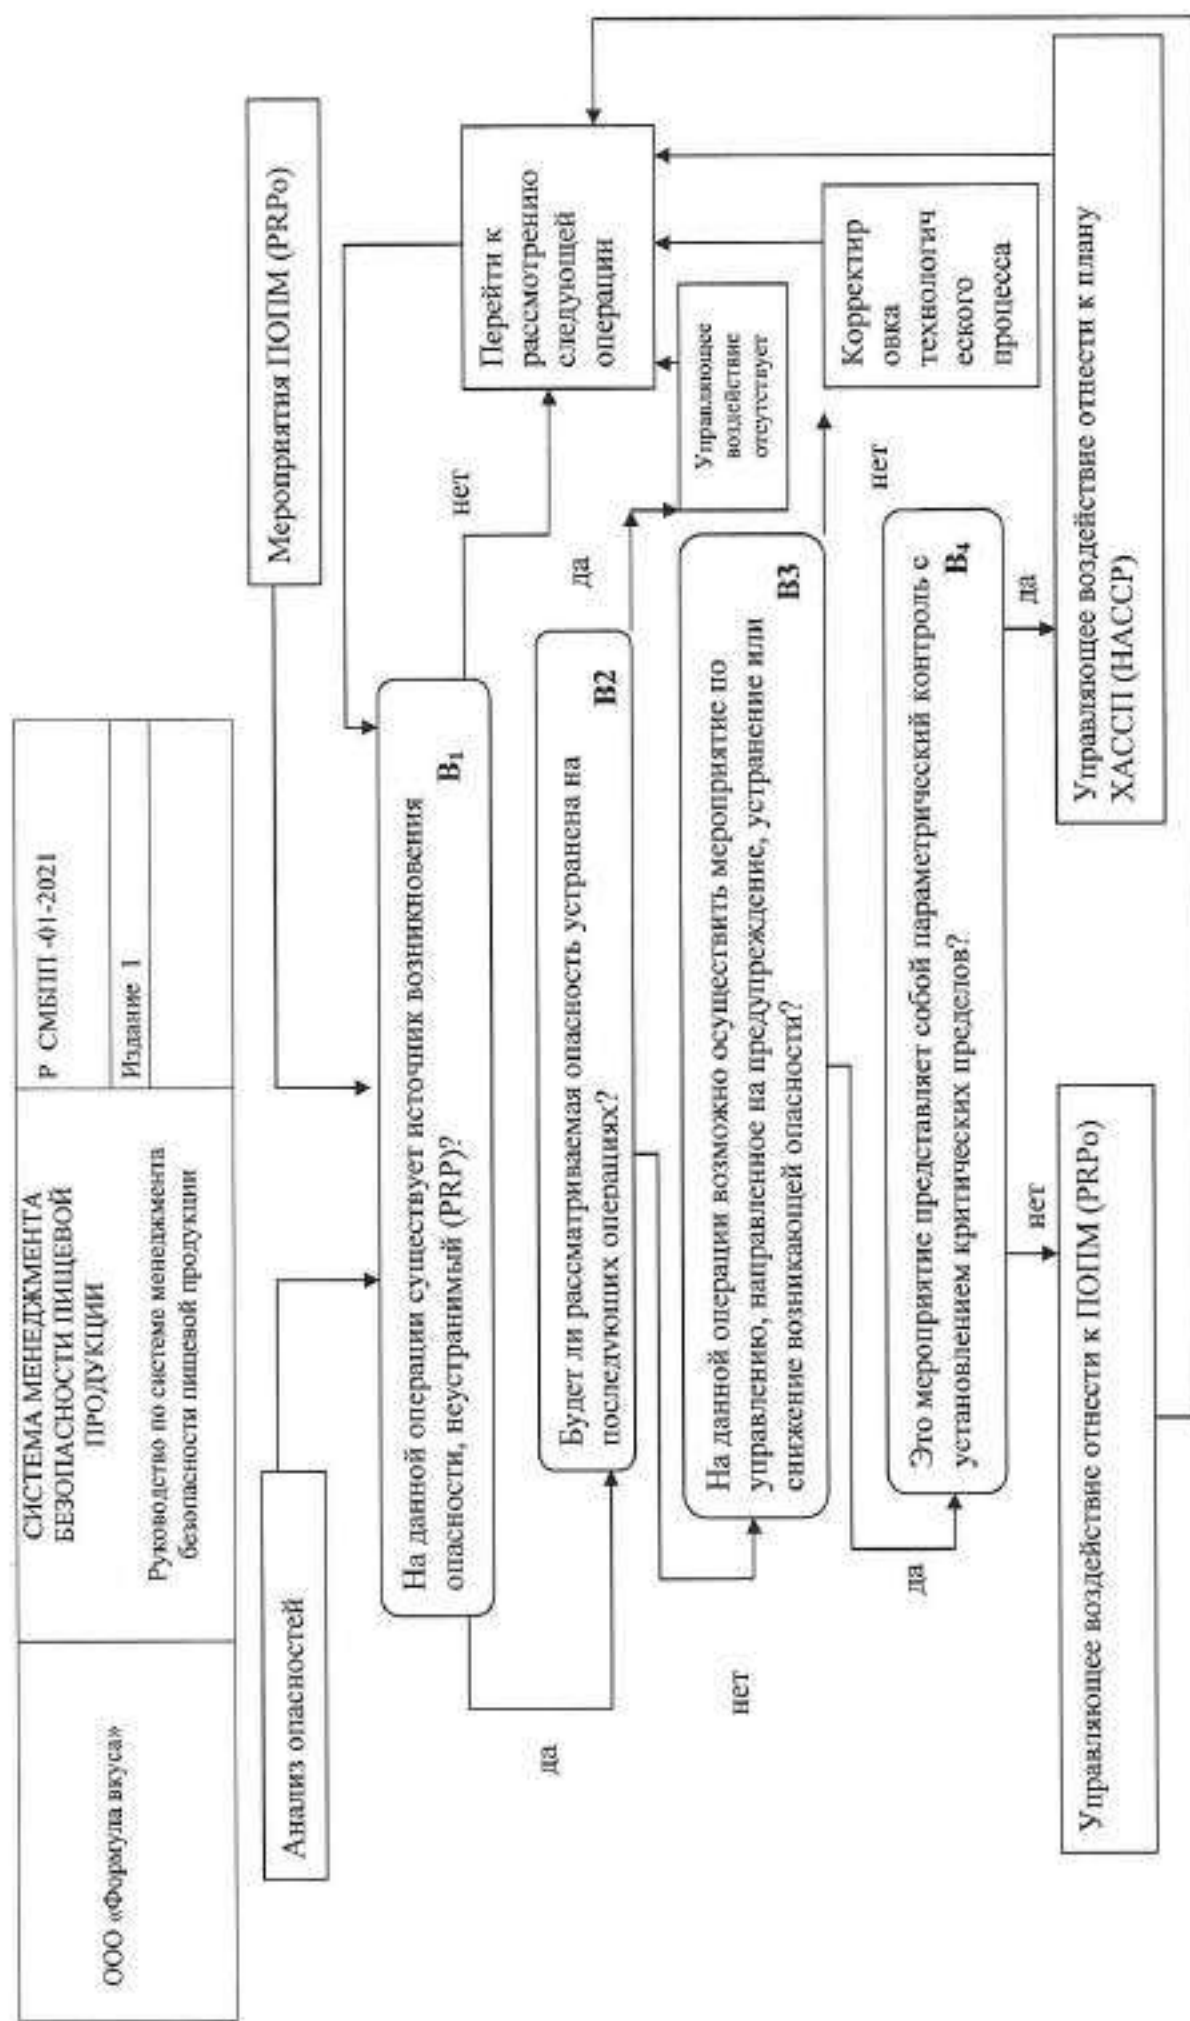 ООО «Формула вкуса»
СИСТЕМА МЕНЕДЖМЕНТА
БЕЗОПАСНОСТИ ПИЩЕВОЙ
ПРОДУКЦИИ
Руководство по системе менеджмента
безопасности пищевой продукции
Р СМБПП -01-2021
Издание 1
Анализ опасностей
Мероприятия ПОПМ (PRPo)
На данной операции существует источник возникновения
опасности, неустранимый (PRP)?
В1
да
нет
Перейти к
рассмотрению
следующей
операции
Будет ли рассматриваемая опасность устранена на
последующих операциях?
В2
да
нет
Управляющее
воздействие
отсутствует
На данной операции возможно осуществить мероприятие по
управлению, направленное на предупреждение, устранение или
снижение возникающей опасности?
В3
да
нет
Корректир
овка
технологич
еского
процесса
Это мероприятие представляет собой параметрический контроль с
установлением критических пределов?
В4
нет
да
Управляющее воздействие отнести к ПОПМ (PRPo)
Управляющее воздействие отнести к плану
ХАССП (НАССР)